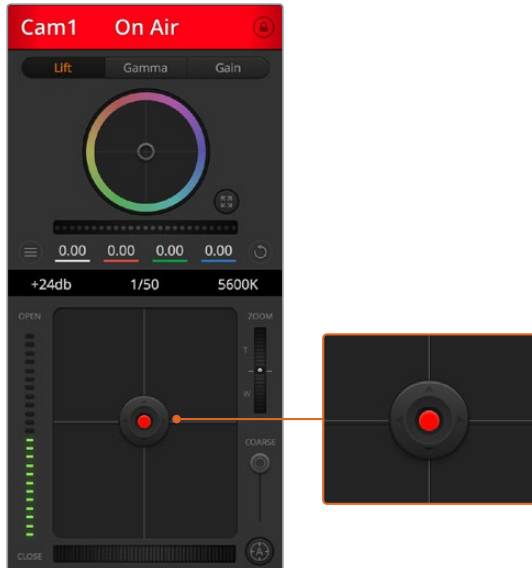 Cam1 On Air
Lift Gamma Gain
0.00 0.00 0.00 0.00
+24db 1/50 5600K
OPEN ZOOM
T
W
COARSE
A
CLOSE